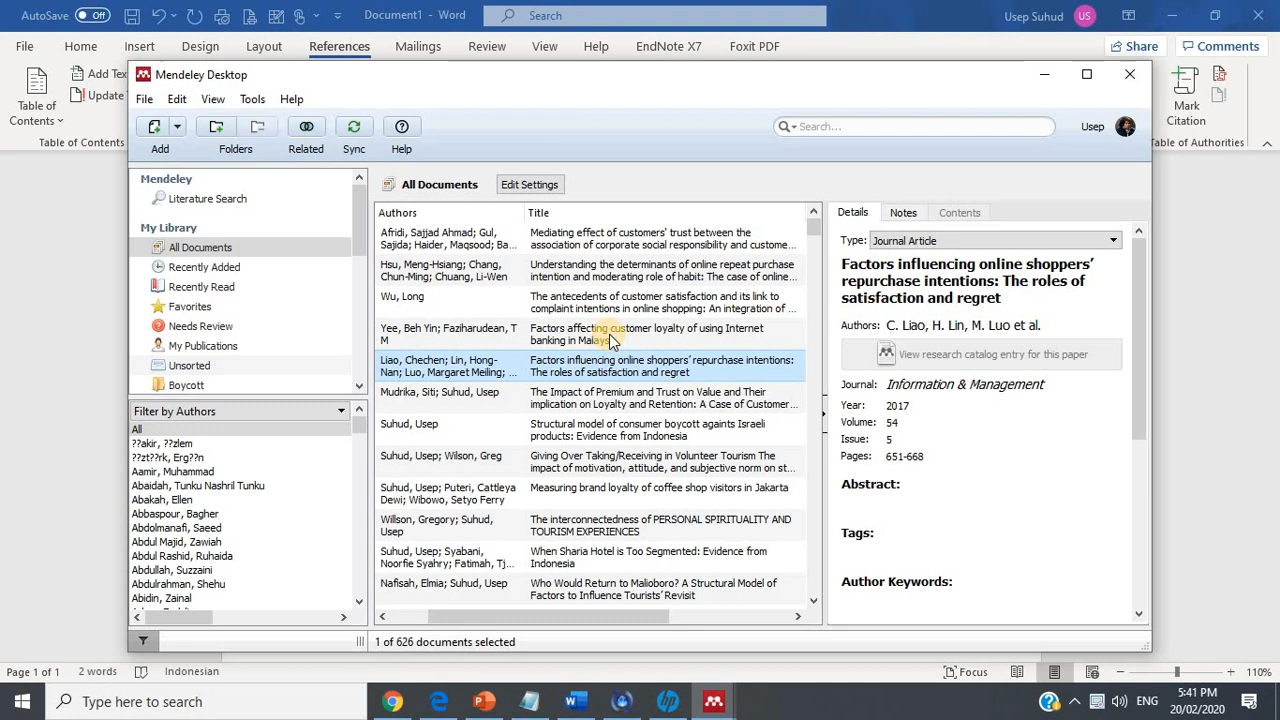 AutoSave Off Document1 - Word Search Usep Suhud US
File Home Insert Design Layout References Mailings Review View Help EndNote X7 Foxit PDF Share Comments
Table of
Contents
Add Tex
Update
Table of Contents
Mark
Citation
Table of Authorities
Mendeley Desktop
File Edit View Tools Help
Add Folders Related Sync Help
Search...
Usep
Mendeley
Literature Search
My Library
All Documents
Recently Added
Recently Read
Favorites
Needs Review
My Publications
Unsorted
Boycott
Filter by Authors
All
??akir, ??zlem
??zt??rk, Erg??n
Aamir, Muhammad
Abaidah, Tunku Nashril Tunku
Abakah, Ellen
Abbaspour, Bagher
Abdolmanafi, Saeed
Abdul Majid, Zawiah
Abdul Rashid, Ruhaida
Abdullah, Suzzaini
Abdulrahman, Shehu
Abidin, Zainal
All Documents Edit Settings
Authors Title
Afridi, Sajjad Ahmad; Gul,
Sajida; Haider, Maqsood; Ba...
Mediating effect of customers' trust between the
association of corporate social responsibility and custome...
Hsu, Meng-Hsiang; Chang,
Chun-Ming; Chuang, Li-Wen
Understanding the determinants of online repeat purchase
intention and moderating role of habit: The case of online...
Wu, Long
The antecedents of customer satisfaction and its link to
complaint intentions in online shopping: An integration of ...
Yee, Beh Yin; Faziharudean, T
M
Factors affecting customer loyalty of using Internet
banking in Malaysia
Liao, Chechen; Lin, Hong-
Nan; Luo, Margaret Meiling; ...
Factors influencing online shoppers' repurchase intentions:
The roles of satisfaction and regret
Mudrika, Siti; Suhud, Usep
The Impact of Premium and Trust on Value and Their
implication on Loyalty and Retention: A Case of Customer...
Suhud, Usep
Structural model of consumer boycott againts Israeli
products: Evidence from Indonesia
Suhud, Usep; Wilson, Greg
Giving Over Taking/Receiving in Volunteer Tourism The
impact of motivation, attitude, and subjective norm on st...
Suhud, Usep; Puteri, Cattleya
Dewi; Wibowo, Setyo Ferry
Measuring brand loyalty of coffee shop visitors in Jakarta
Willson, Gregory; Suhud,
Usep
The interconnectedness of PERSONAL SPIRITUALITY AND
TOURISM EXPERIENCES
Suhud, Usep; Syabani,
Noorfie Syahry; Fatimah, Tj...
When Sharia Hotel is Too Segmented: Evidence from
Indonesia
Nafisah, Elmia; Suhud, Usep
Who Would Return to Malioboro? A Structural Model of
Factors to Influence Tourists' Revisit
Details Notes Contents
Type: Journal Article
Factors influencing online shoppers'
repurchase intentions: The roles of
satisfaction and regret
Authors: C. Liao, H. Lin, M. Luo et al.
View research catalog entry for this paper
Journal: Information & Management
Year: 2017
Volume: 54
Issue: 5
Pages: 651-668
Abstract:
Tags:
Author Keywords:
1 of 626 documents selected
Page 1 of 1 2 words Indonesian Focus 110%
Type here to search
ENG
5:41 PM
20/02/2020